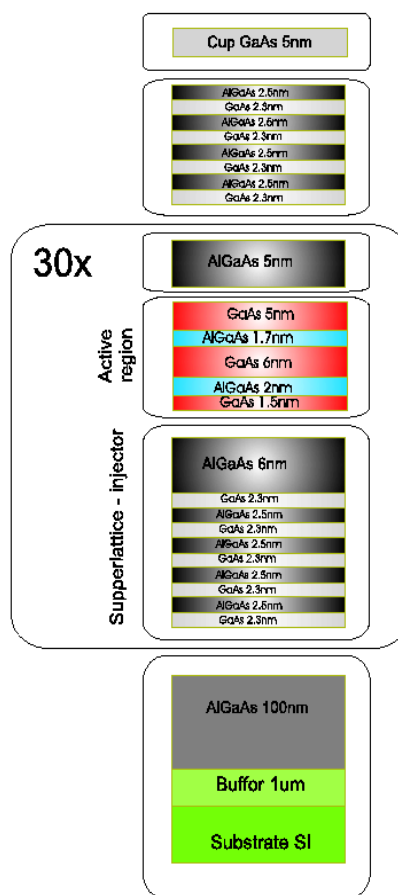 Cup GaAs 5nm
AlGaAs 2.5nm
GaAs 2.3nm
AlGaAs 2.5nm
GaAs 2.3nm
AlGaAs 2.5nm
GaAs 2.3nm
AlGaAs 2.5nm
GaAs 2.3nm
30x
AlGaAs 5nm
Active
region
GaAs 5nm
AlGaAs 1.7nm
GaAs 6nm
AlGaAs 2nm
GaAs 1.5nm
Supperlattice - injector
AlGaAs 6nm
GaAs 2.3nm
AlGaAs 2.5nm
GaAs 2.3nm
AlGaAs 2.5nm
GaAs 2.3nm
AlGaAs 2.5nm
GaAs 2.3nm
AlGaAs 2.5nm
GaAs 2.3nm
AlGaAs 100nm
Buffor 1um
Substrate SI